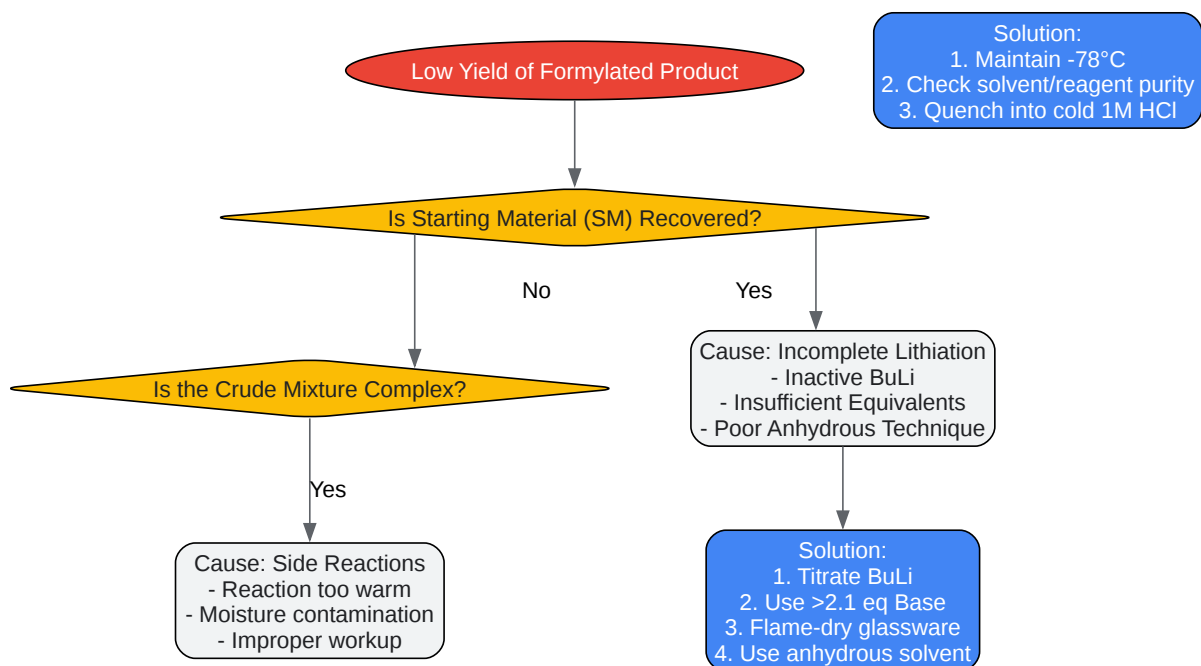 Solution:
1. Maintain -78°C
2. Check solvent/reagent purity
3. Quench into cold 1M HCl
Low Yield of Formylated Product
Is Starting Material (SM) Recovered?
No
Yes
Cause: Incomplete Lithiation
- Inactive BuLi
- Insufficient Equivalents
- Poor Anhydrous Technique
Is the Crude Mixture Complex?
Yes
Cause: Side Reactions
- Reaction too warm
- Moisture contamination
- Improper workup
Solution:
1. Titrate BuLi
2. Use >2.1 eq Base
3. Flame-dry glassware
4. Use anhydrous solvent